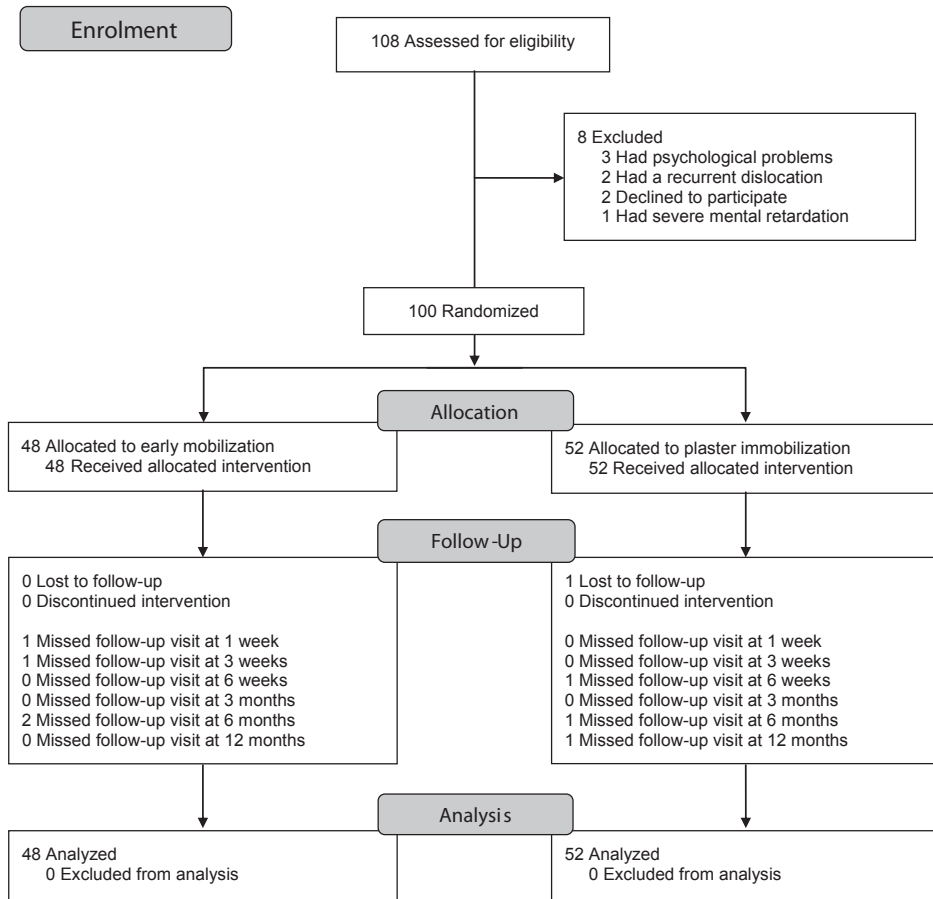 Enrolment
108 Assessed for eligibility
8 Excluded
3 Had psychological problems
2 Had a recurrent dislocation
2 Declined to participate
1 Had severe mental retardation
100 Randomized
Allocation
48 Allocated to early mobilization
48 Received allocated intervention
52 Allocated to plaster immobilization
52 Received allocated intervention
Follow-Up
0 Lost to follow-up
0 Discontinued intervention
1 Missed follow-up visit at 1 week
1 Missed follow-up visit at 3 weeks
0 Missed follow-up visit at 6 weeks
0 Missed follow-up visit at 3 months
2 Missed follow-up visit at 6 months
0 Missed follow-up visit at 12 months
1 Lost to follow-up
0 Discontinued intervention
0 Missed follow-up visit at 1 week
0 Missed follow-up visit at 3 weeks
1 Missed follow-up visit at 6 weeks
0 Missed follow-up visit at 3 months
1 Missed follow-up visit at 6 months
1 Missed follow-up visit at 12 months
Analysis
48 Analyzed
0 Excluded from analysis
52 Analyzed
0 Excluded from analysis